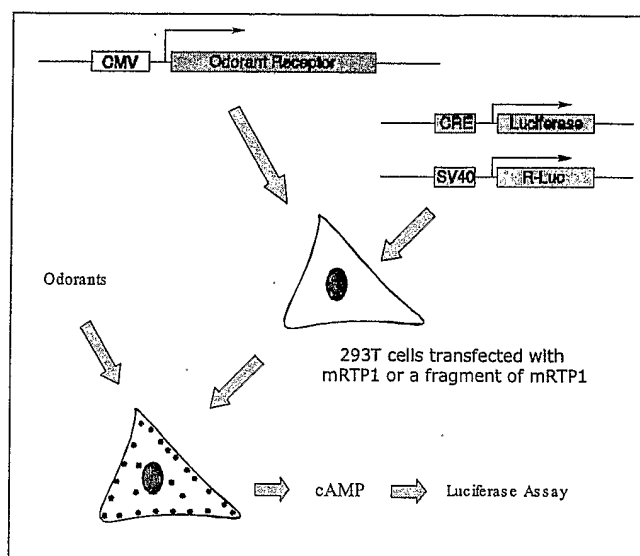 CMV Odorant Receptor
CRE Luciferase
SV40 R-Luc
Odorants
293T cells transfected with
mRTP1 or a fragment of mRTP1
cAMP Luciferase Assay